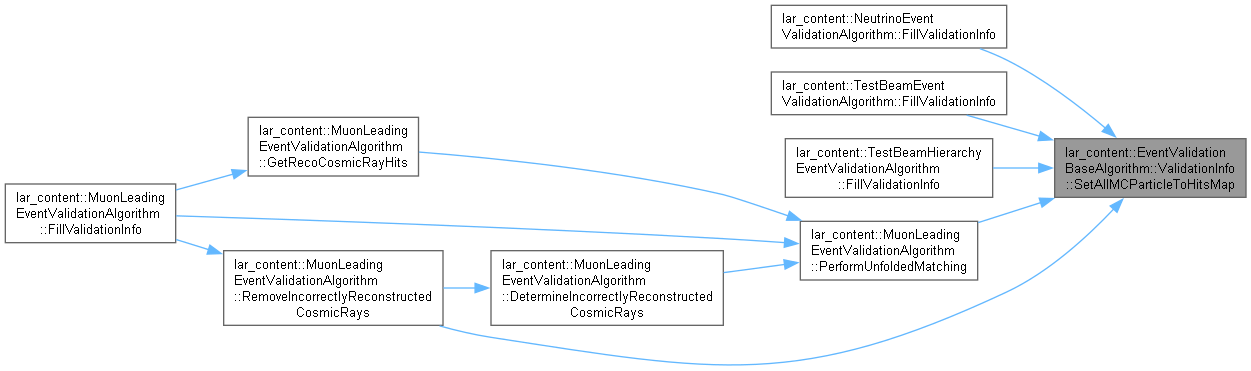 lar_content::NeutrinoEvent
ValidationAlgorithm::FillValidationInfo
lar_content::TestBeamEvent
ValidationAlgorithm::FillValidationInfo
lar_content::MuonLeading
EventValidationAlgorithm
::GetRecoCosmicRayHits
lar_content::TestBeamHierarchy
EventValidationAlgorithm
::FillValidationInfo
lar_content::EventValidation
BaseAlgorithm::ValidationInfo
::SetAllMCParticleToHitsMap
lar_content::MuonLeading
EventValidationAlgorithm
::FillValidationInfo
lar_content::MuonLeading
EventValidationAlgorithm
::PerformUnfoldedMatching
lar_content::MuonLeading
EventValidationAlgorithm
::RemoveIncorrectlyReconstructed
CosmicRays
lar_content::MuonLeading
EventValidationAlgorithm
::DetermineIncorrectlyReconstructed
CosmicRays